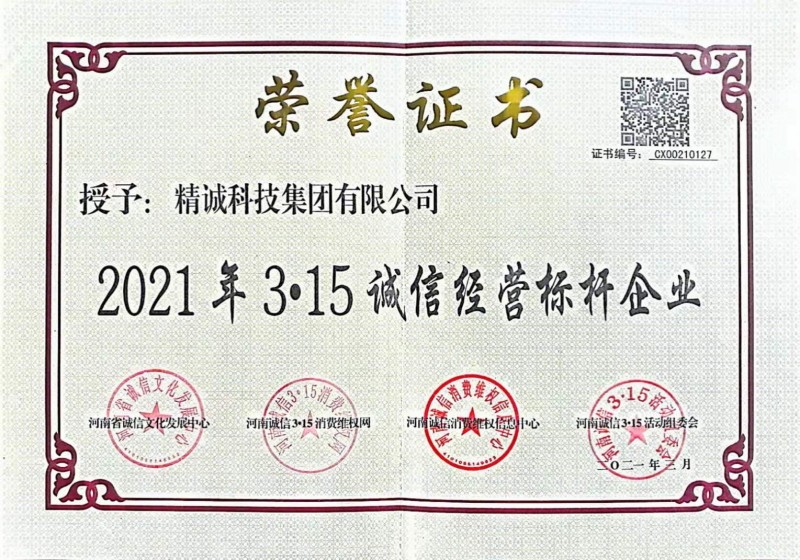 荣誉证书
证书编号：CX00210127
授予：精诚科技集团有限公司
2021年3·15诚信经营标杆企业
河南省诚信文化发展中心
河南诚信3·15消费维权网
河南诚信消费维权信息中心
河南诚信3·15活动组委会
二〇二一年三月